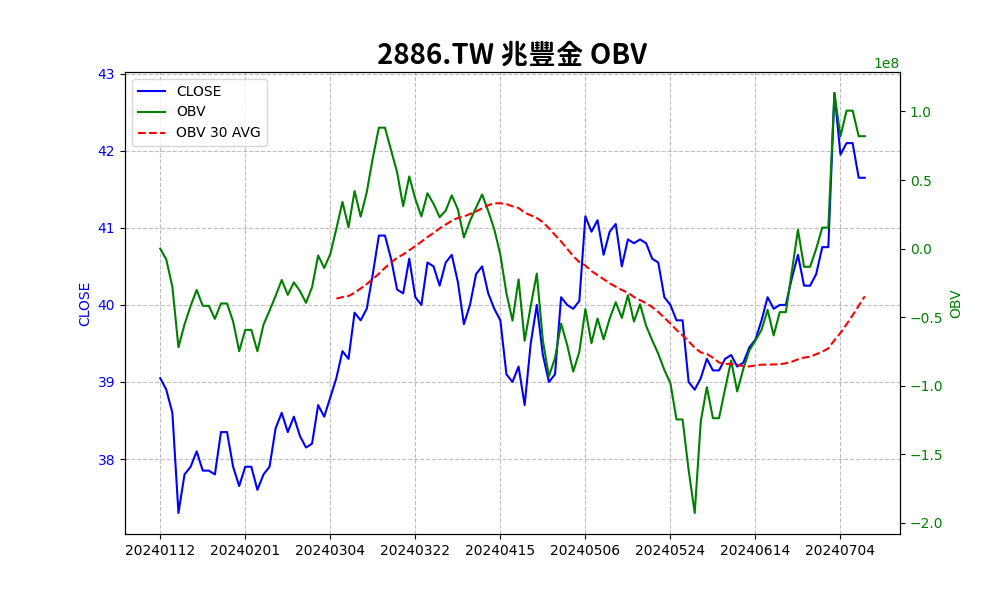 2886.TW 兆豐金 OBV
1e8
CLOSE
OBV
OBV 30 AVG
43
42
41
40
39
38
CLOSE
1.0
0.5
0.0
−0.5
−1.0
−1.5
−2.0
OBV
20240112 20240201 20240304 20240322 20240415 20240506 20240524 20240614 20240704